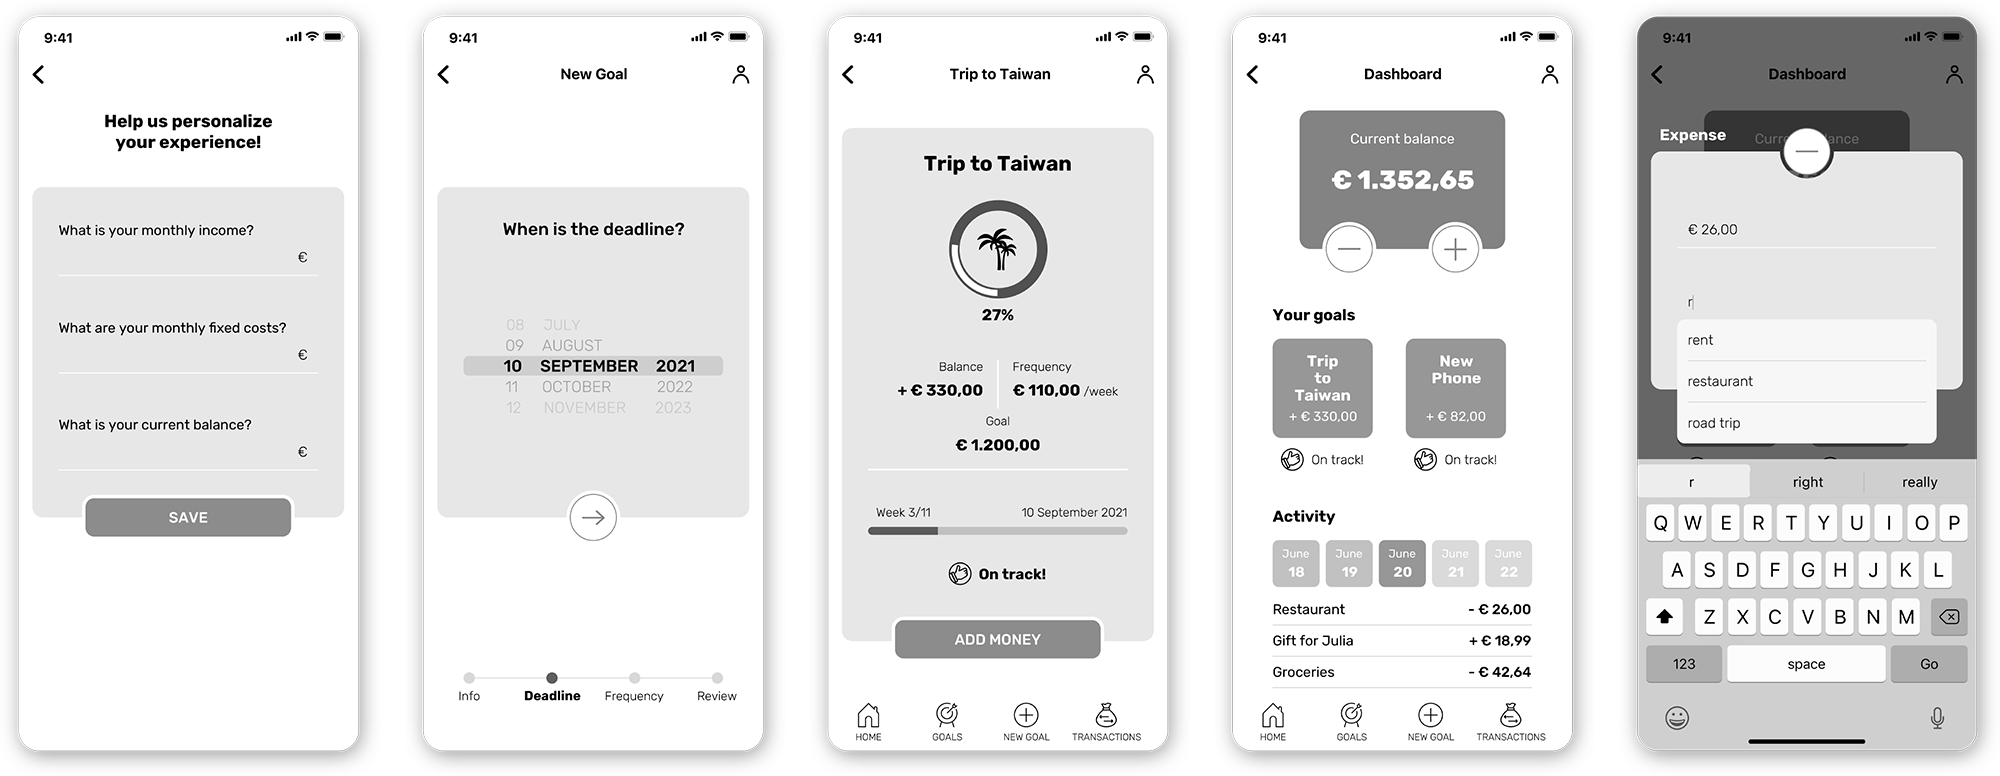 9:41
Help us personalize
your experience!
What is your monthly income?
€
What are your monthly fixed costs?
€
What is your current balance?
€
SAVE
9:41
New Goal
When is the deadline?
08 JULY
09 AUGUST
10 SEPTEMBER 2021
11 OCTOBER 2022
12 NOVEMBER 2023
Info Deadline Frequency Review
9:41
Trip to Taiwan
Trip to Taiwan
27%
Balance Frequency
+ € 330,00 € 110,00 /week
Goal
€ 1.200,00
Week 3/11 10 September 2021
On track!
ADD MONEY
HOME GOALS NEW GOAL TRANSACTIONS
9:41
Dashboard
Current balance
€ 1.352,65
Your goals
Trip
to
Taiwan
+ € 330,00
On track!
New
Phone
+ € 82,00
On track!
Activity
June June June June June
18 19 20 21 22
Restaurant - € 26,00
Gift for Julia + € 18,99
Groceries - € 42,64
HOME GOALS NEW GOAL TRANSACTIONS
9:41
Dashboard
Expense
Curr ance
€ 26,00
r
rent
restaurant
road trip
r right really
Q W E R T Y U I O P
A S D F G H J K L
Z X C V B N M
123 space Go